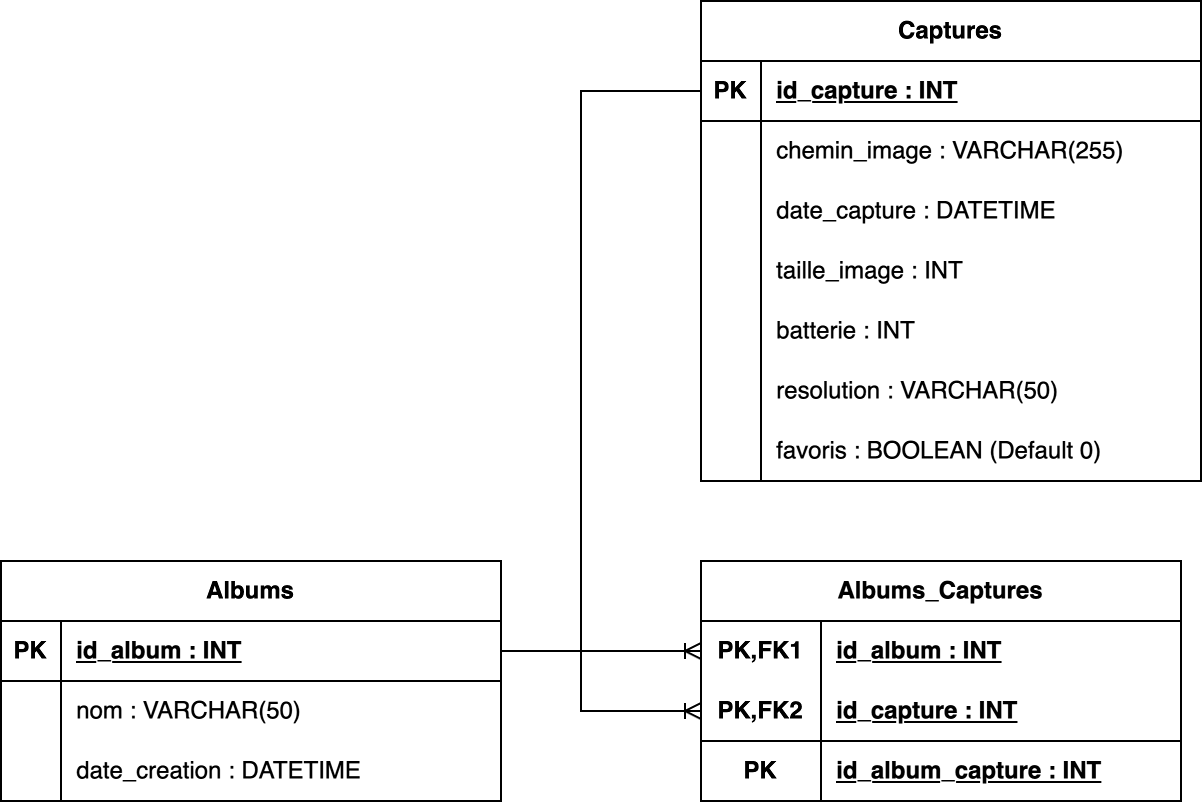 Captures
PK id_capture : INT
chemin_image : VARCHAR(255)
date_capture : DATETIME
taille_image : INT
batterie : INT
resolution : VARCHAR(50)
favoris : BOOLEAN (Default 0)
Albums
PK id_album : INT
nom : VARCHAR(50)
date_creation : DATETIME
Albums_Captures
PK,FK1 id_album : INT
PK,FK2 id_capture : INT
PK id_album_capture : INT